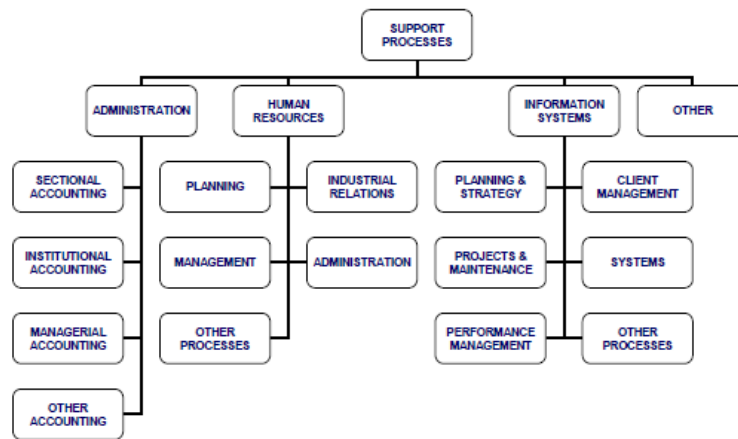 SUPPORT
PROCESSES
ADMINISTRATION
HUMAN
RESOURCES
INFORMATION
SYSTEMS
OTHER
SECTIONAL
ACCOUNTING
PLANNING
INDUSTRIAL
RELATIONS
PLANNING &
STRATEGY
CLIENT
MANAGEMENT
INSTITUTIONAL
ACCOUNTING
MANAGEMENT
ADMINISTRATION
PROJECTS &
MAINTENANCE
SYSTEMS
MANAGERIAL
ACCOUNTING
OTHER
PROCESSES
PERFORMANCE
MANAGEMENT
OTHER
PROCESSES
OTHER
ACCOUNTING